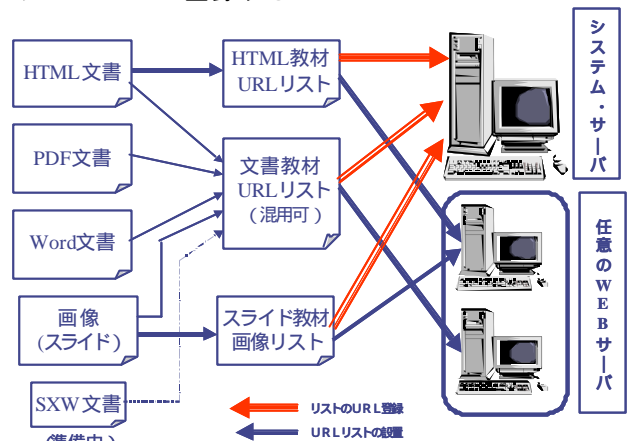 HTML文書
PDF文書
Word文書
画像
(スライド)
SXW文書
(準備中)
HTML教材
URLリスト
文書教材
URLリスト
(混用可)
スライド教材
画像リスト
システム・サーバ
任意のWEBサーバ
リストのURL登録
URLリストの設置